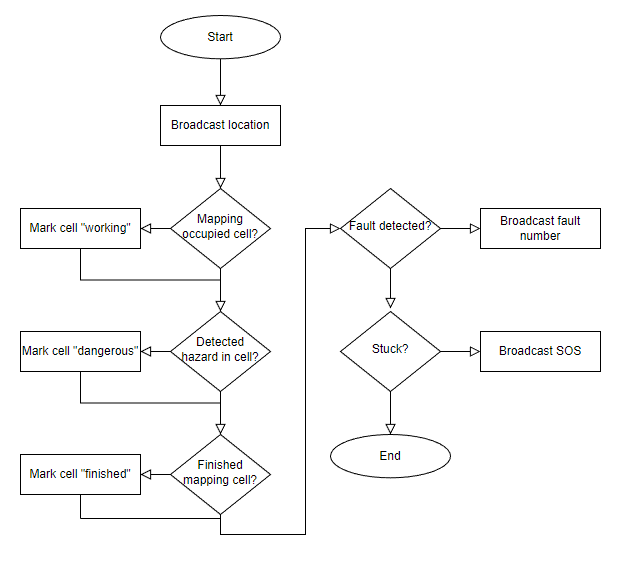 Start
Broadcast location
Mapping
occupied cell?
Mark cell "working"
Detected
hazard in cell?
Mark cell "dangerous"
Finished
mapping cell?
Mark cell "finished"
Fault detected?
Broadcast fault
number
Stuck?
Broadcast SOS
End